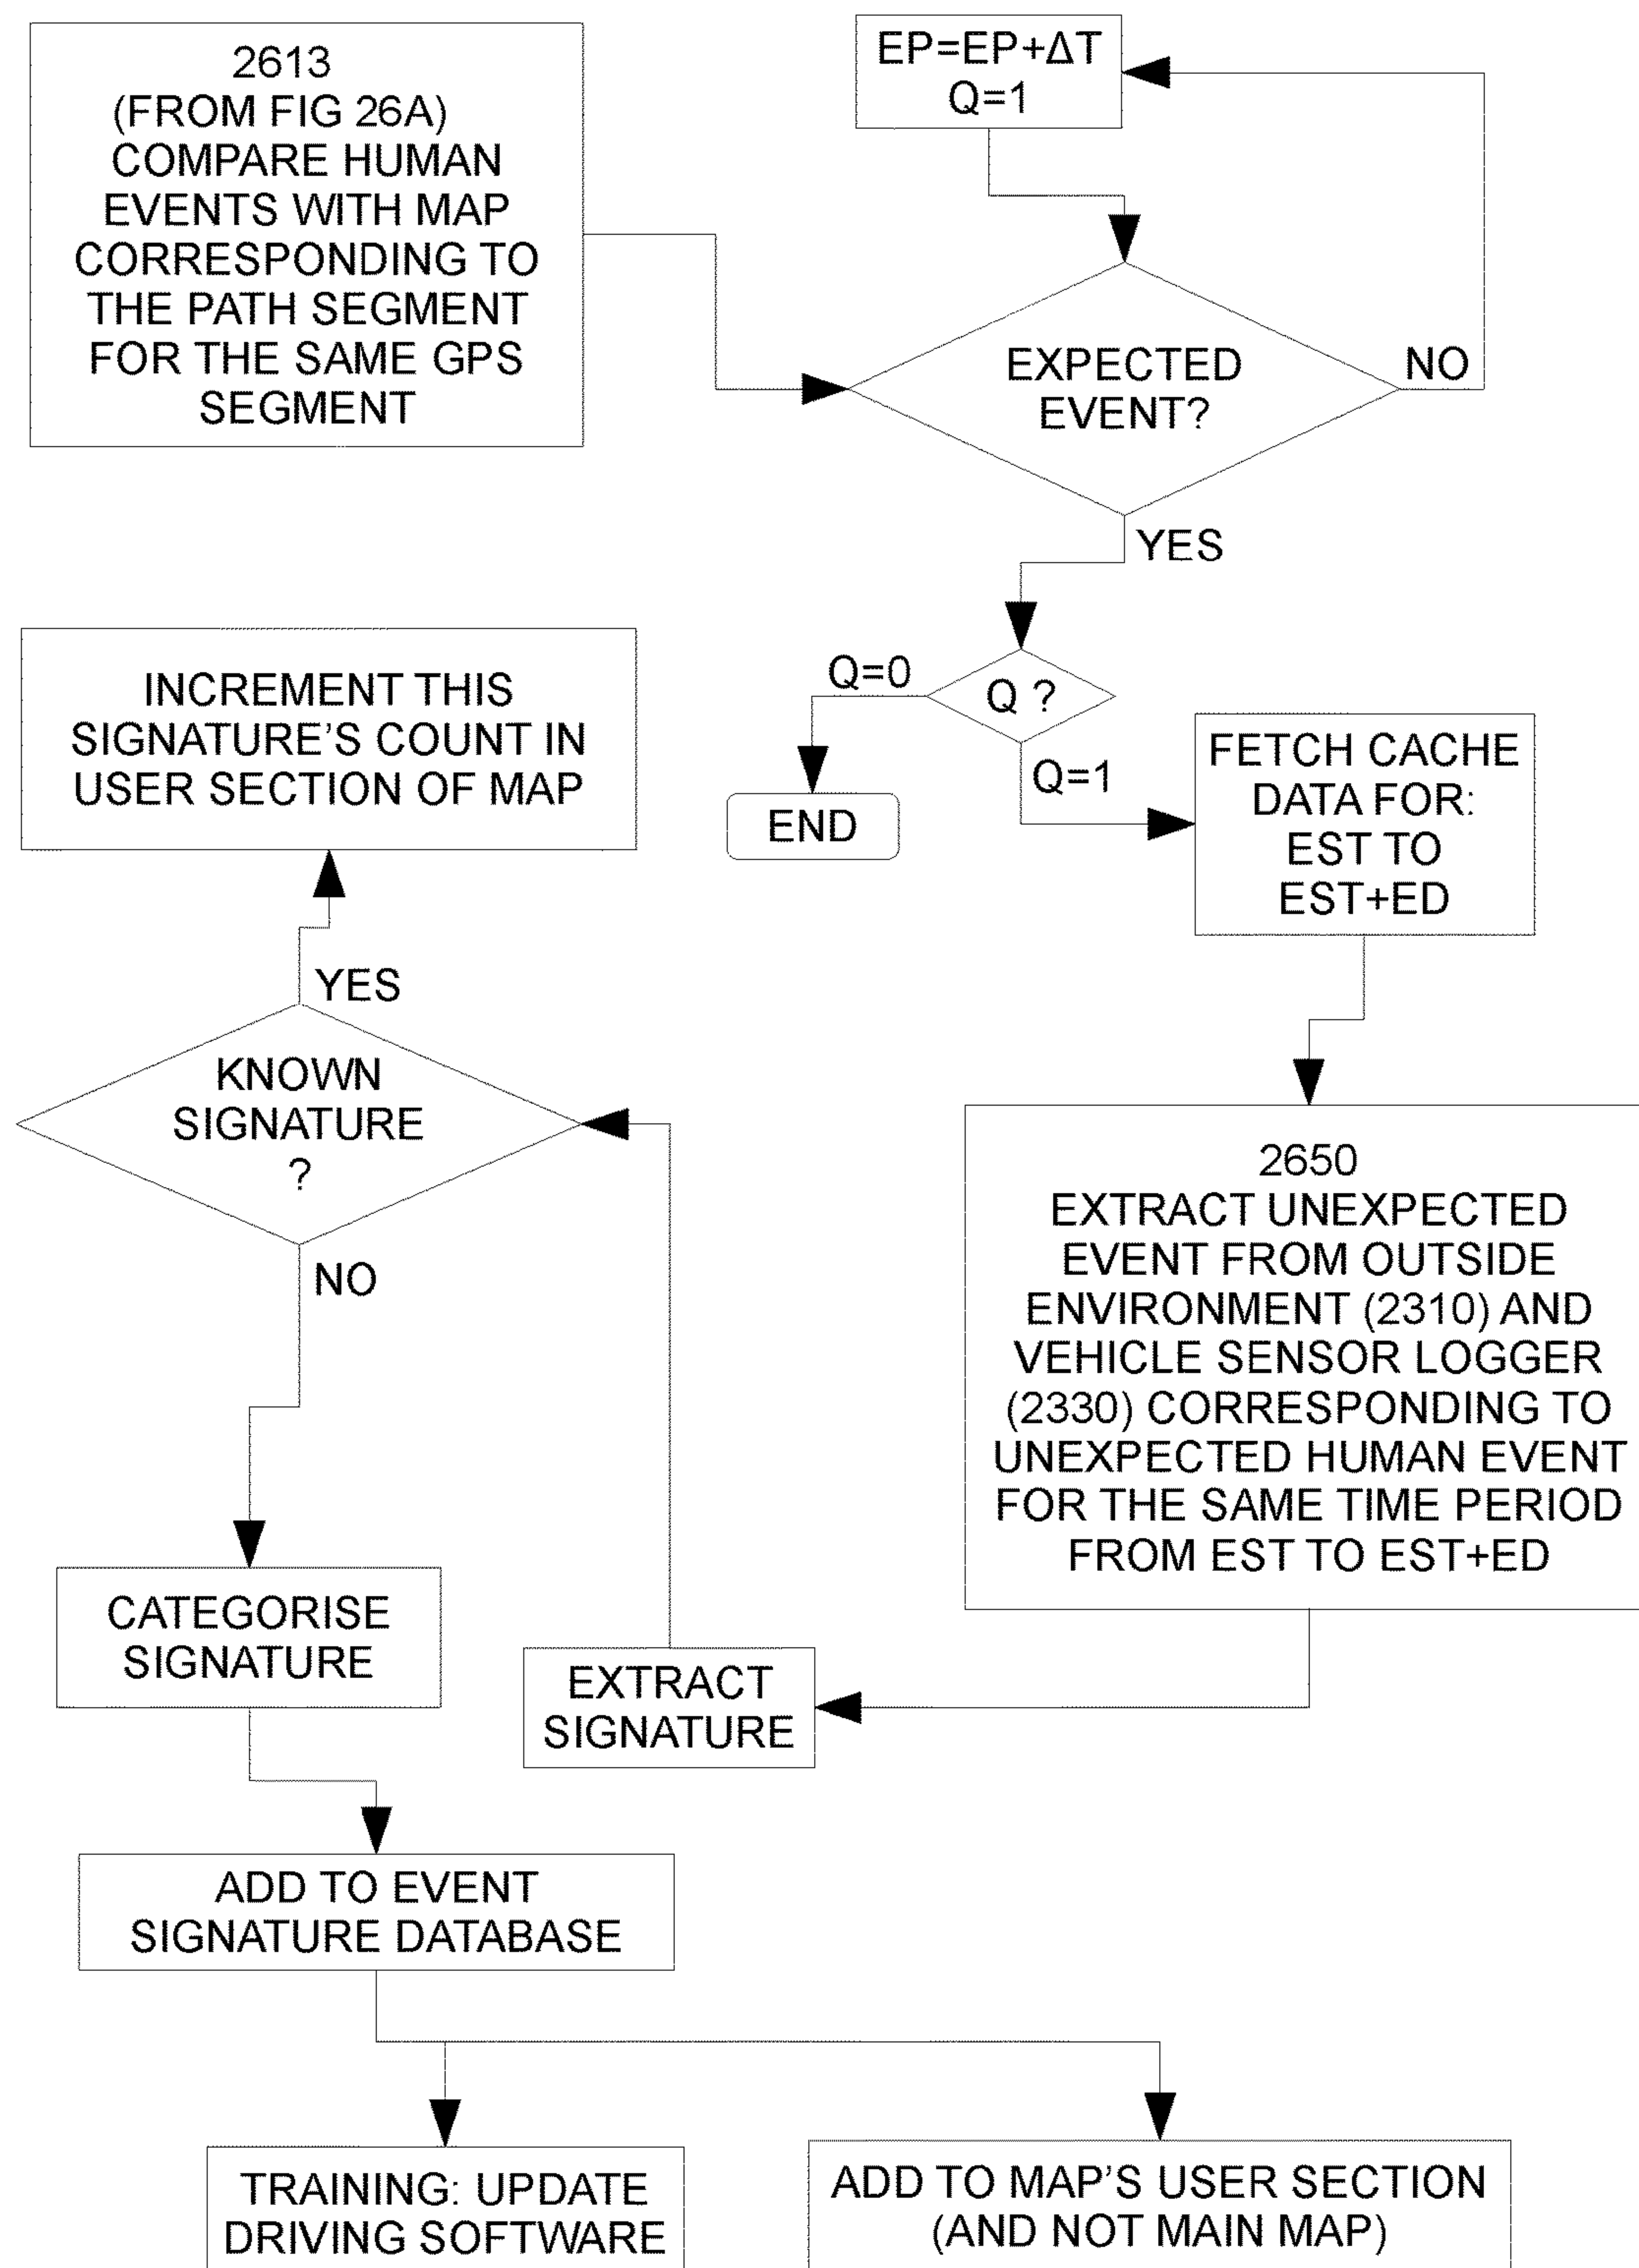 2613
(FROM FIG 26A)
COMPARE HUMAN
EVENTS WITH MAP
CORRESPONDING TO
THE PATH SEGMENT
FOR THE SAME GPS
SEGMENT
EP=EP+ΔT
Q=1
EXPECTED
EVENT?
NO
YES
Q ?
Q=0
END
Q=1
FETCH CACHE
DATA FOR:
EST TO
EST+ED
2650
EXTRACT UNEXPECTED
EVENT FROM OUTSIDE
ENVIRONMENT (2310) AND
VEHICLE SENSOR LOGGER
(2330) CORRESPONDING TO
UNEXPECTED HUMAN EVENT
FOR THE SAME TIME PERIOD
FROM EST TO EST+ED
EXTRACT
SIGNATURE
KNOWN
SIGNATURE
?
YES
INCREMENT THIS
SIGNATURE’S COUNT IN
USER SECTION OF MAP
NO
CATEGORISE
SIGNATURE
ADD TO EVENT
SIGNATURE DATABASE
TRAINING: UPDATE
DRIVING SOFTWARE
ADD TO MAP’S USER SECTION
(AND NOT MAIN MAP)